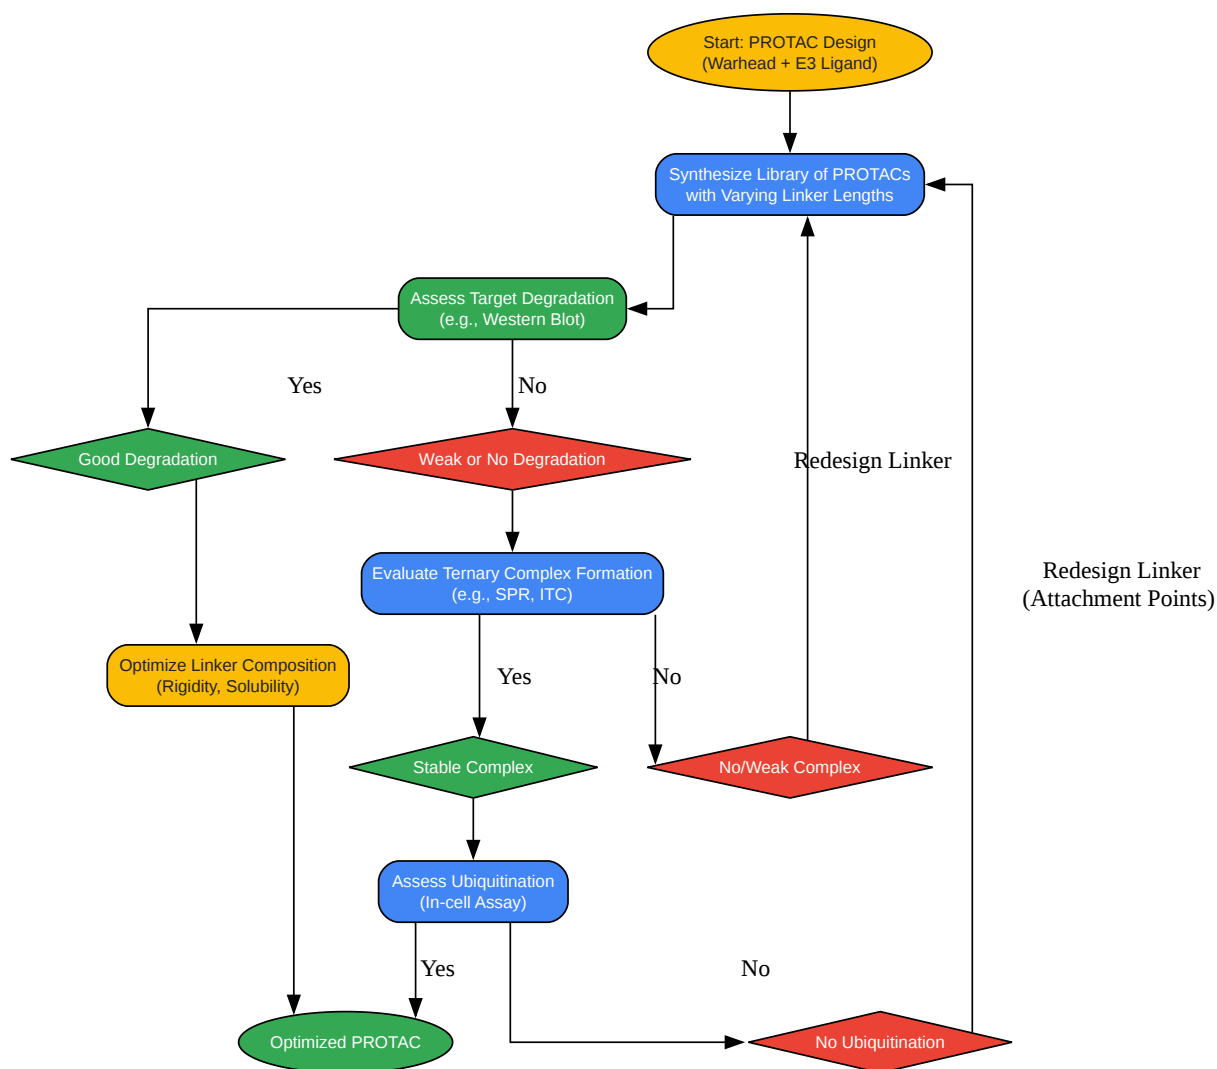 Start: PROTAC Design
(Warhead + E3 Ligand)
Synthesize Library of PROTACs
with Varying Linker Lengths
Assess Target Degradation
(e.g., Western Blot)
Yes
No
Good Degradation
Weak or No Degradation
Redesign Linker
Evaluate Ternary Complex Formation
(e.g., SPR, ITC)
Redesign Linker
(Attachment Points)
Optimize Linker Composition
(Rigidity, Solubility)
Yes
No
Stable Complex
No/Weak Complex
Assess Ubiquitination
(In-cell Assay)
Yes
No
Optimized PROTAC
No Ubiquitination